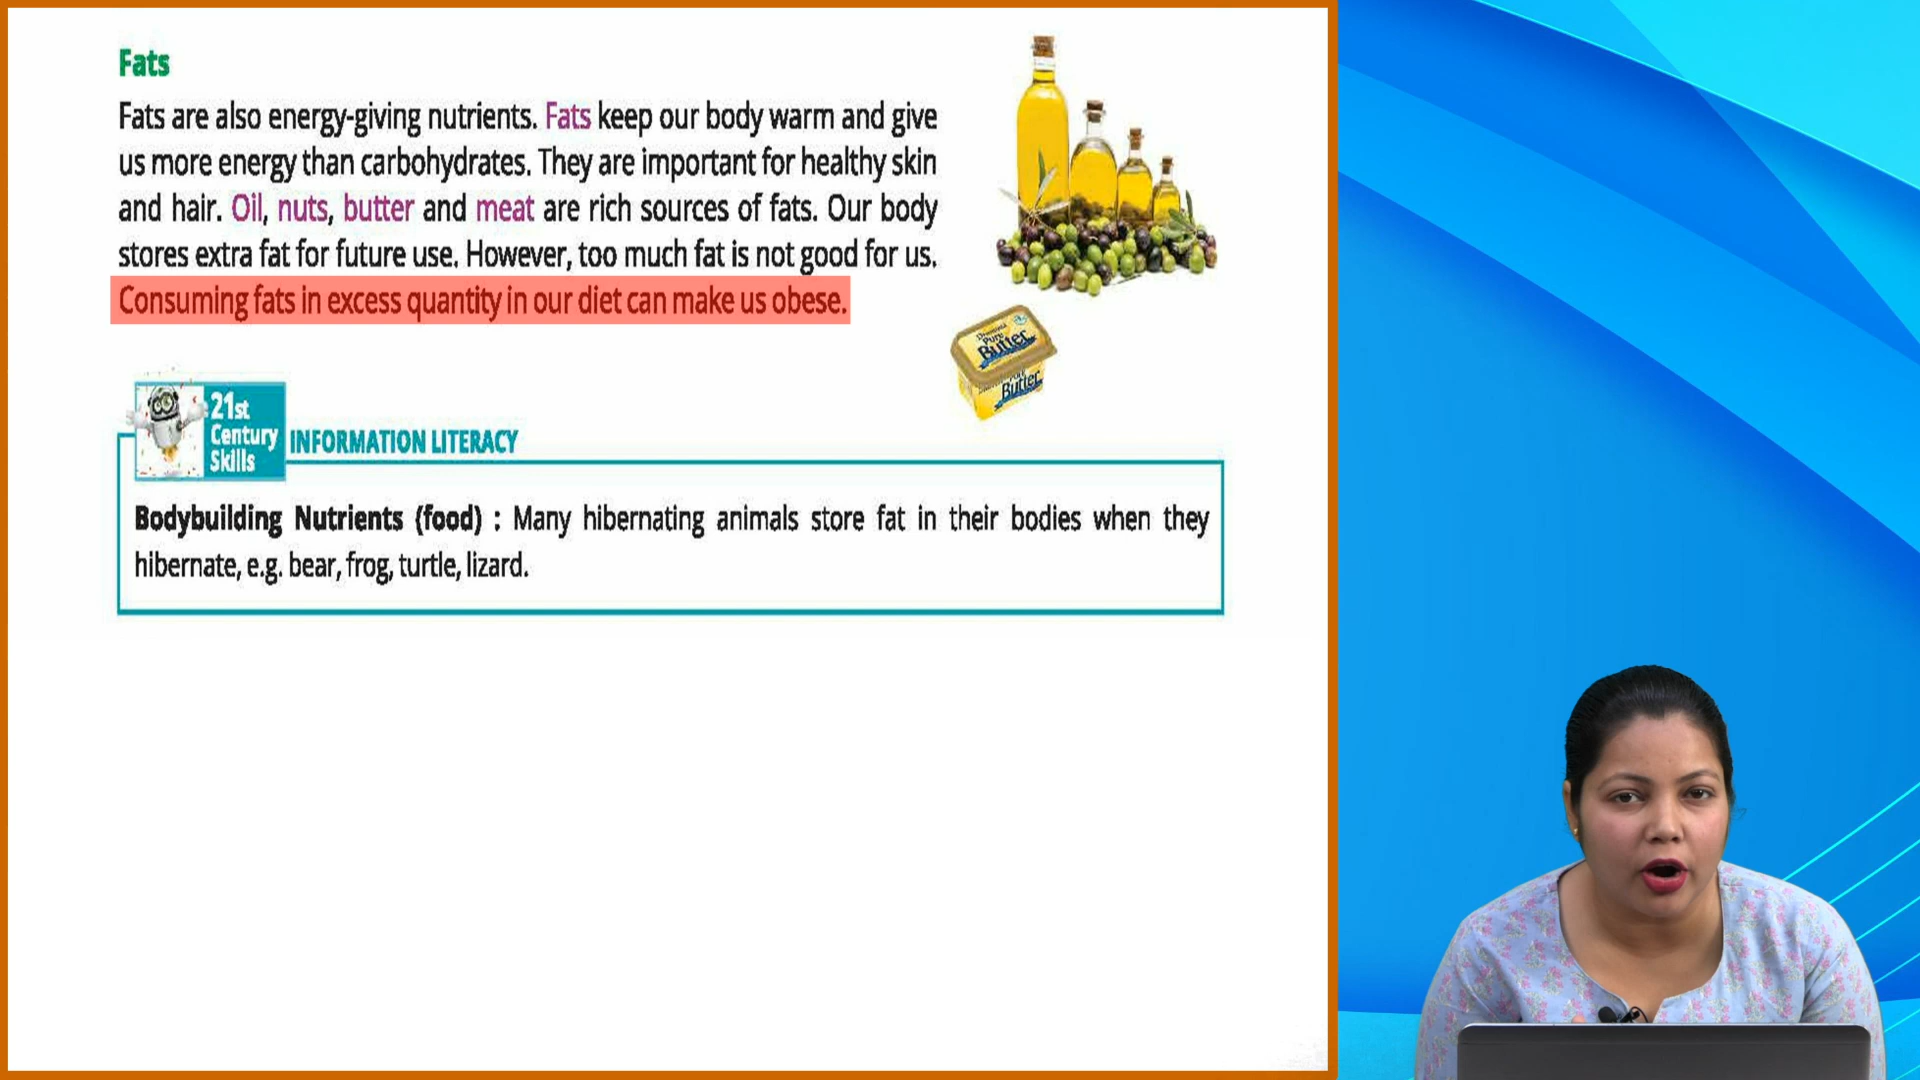 Fats
Fats are also energy-giving nutrients. Fats keep our body warm and give
us more energy than carbohydrates. They are important for healthy skin
and hair. Oil, nuts, butter and meat are rich sources of fats. Our body
stores extra fat for future use. However, too much fat is not good for us.
Consuming fats in excess quantity in our diet can make us obese.
Pure
Butter
Butter
21st
Century
Skills
INFORMATION LITERACY
Bodybuilding Nutrients (food) : Many hibernating animals store fat in their bodies when they
hibernate, e.g. bear, frog, turtle, lizard.